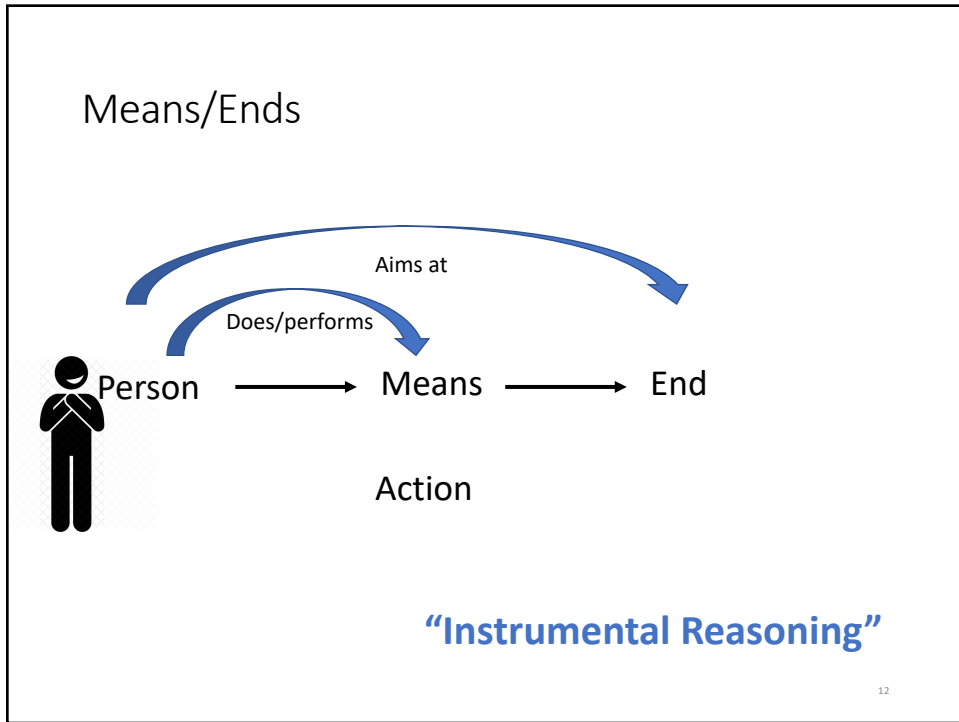 Means/Ends
Aims at
Does/performs
Person Means End
Action
“Instrumental Reasoning”
12